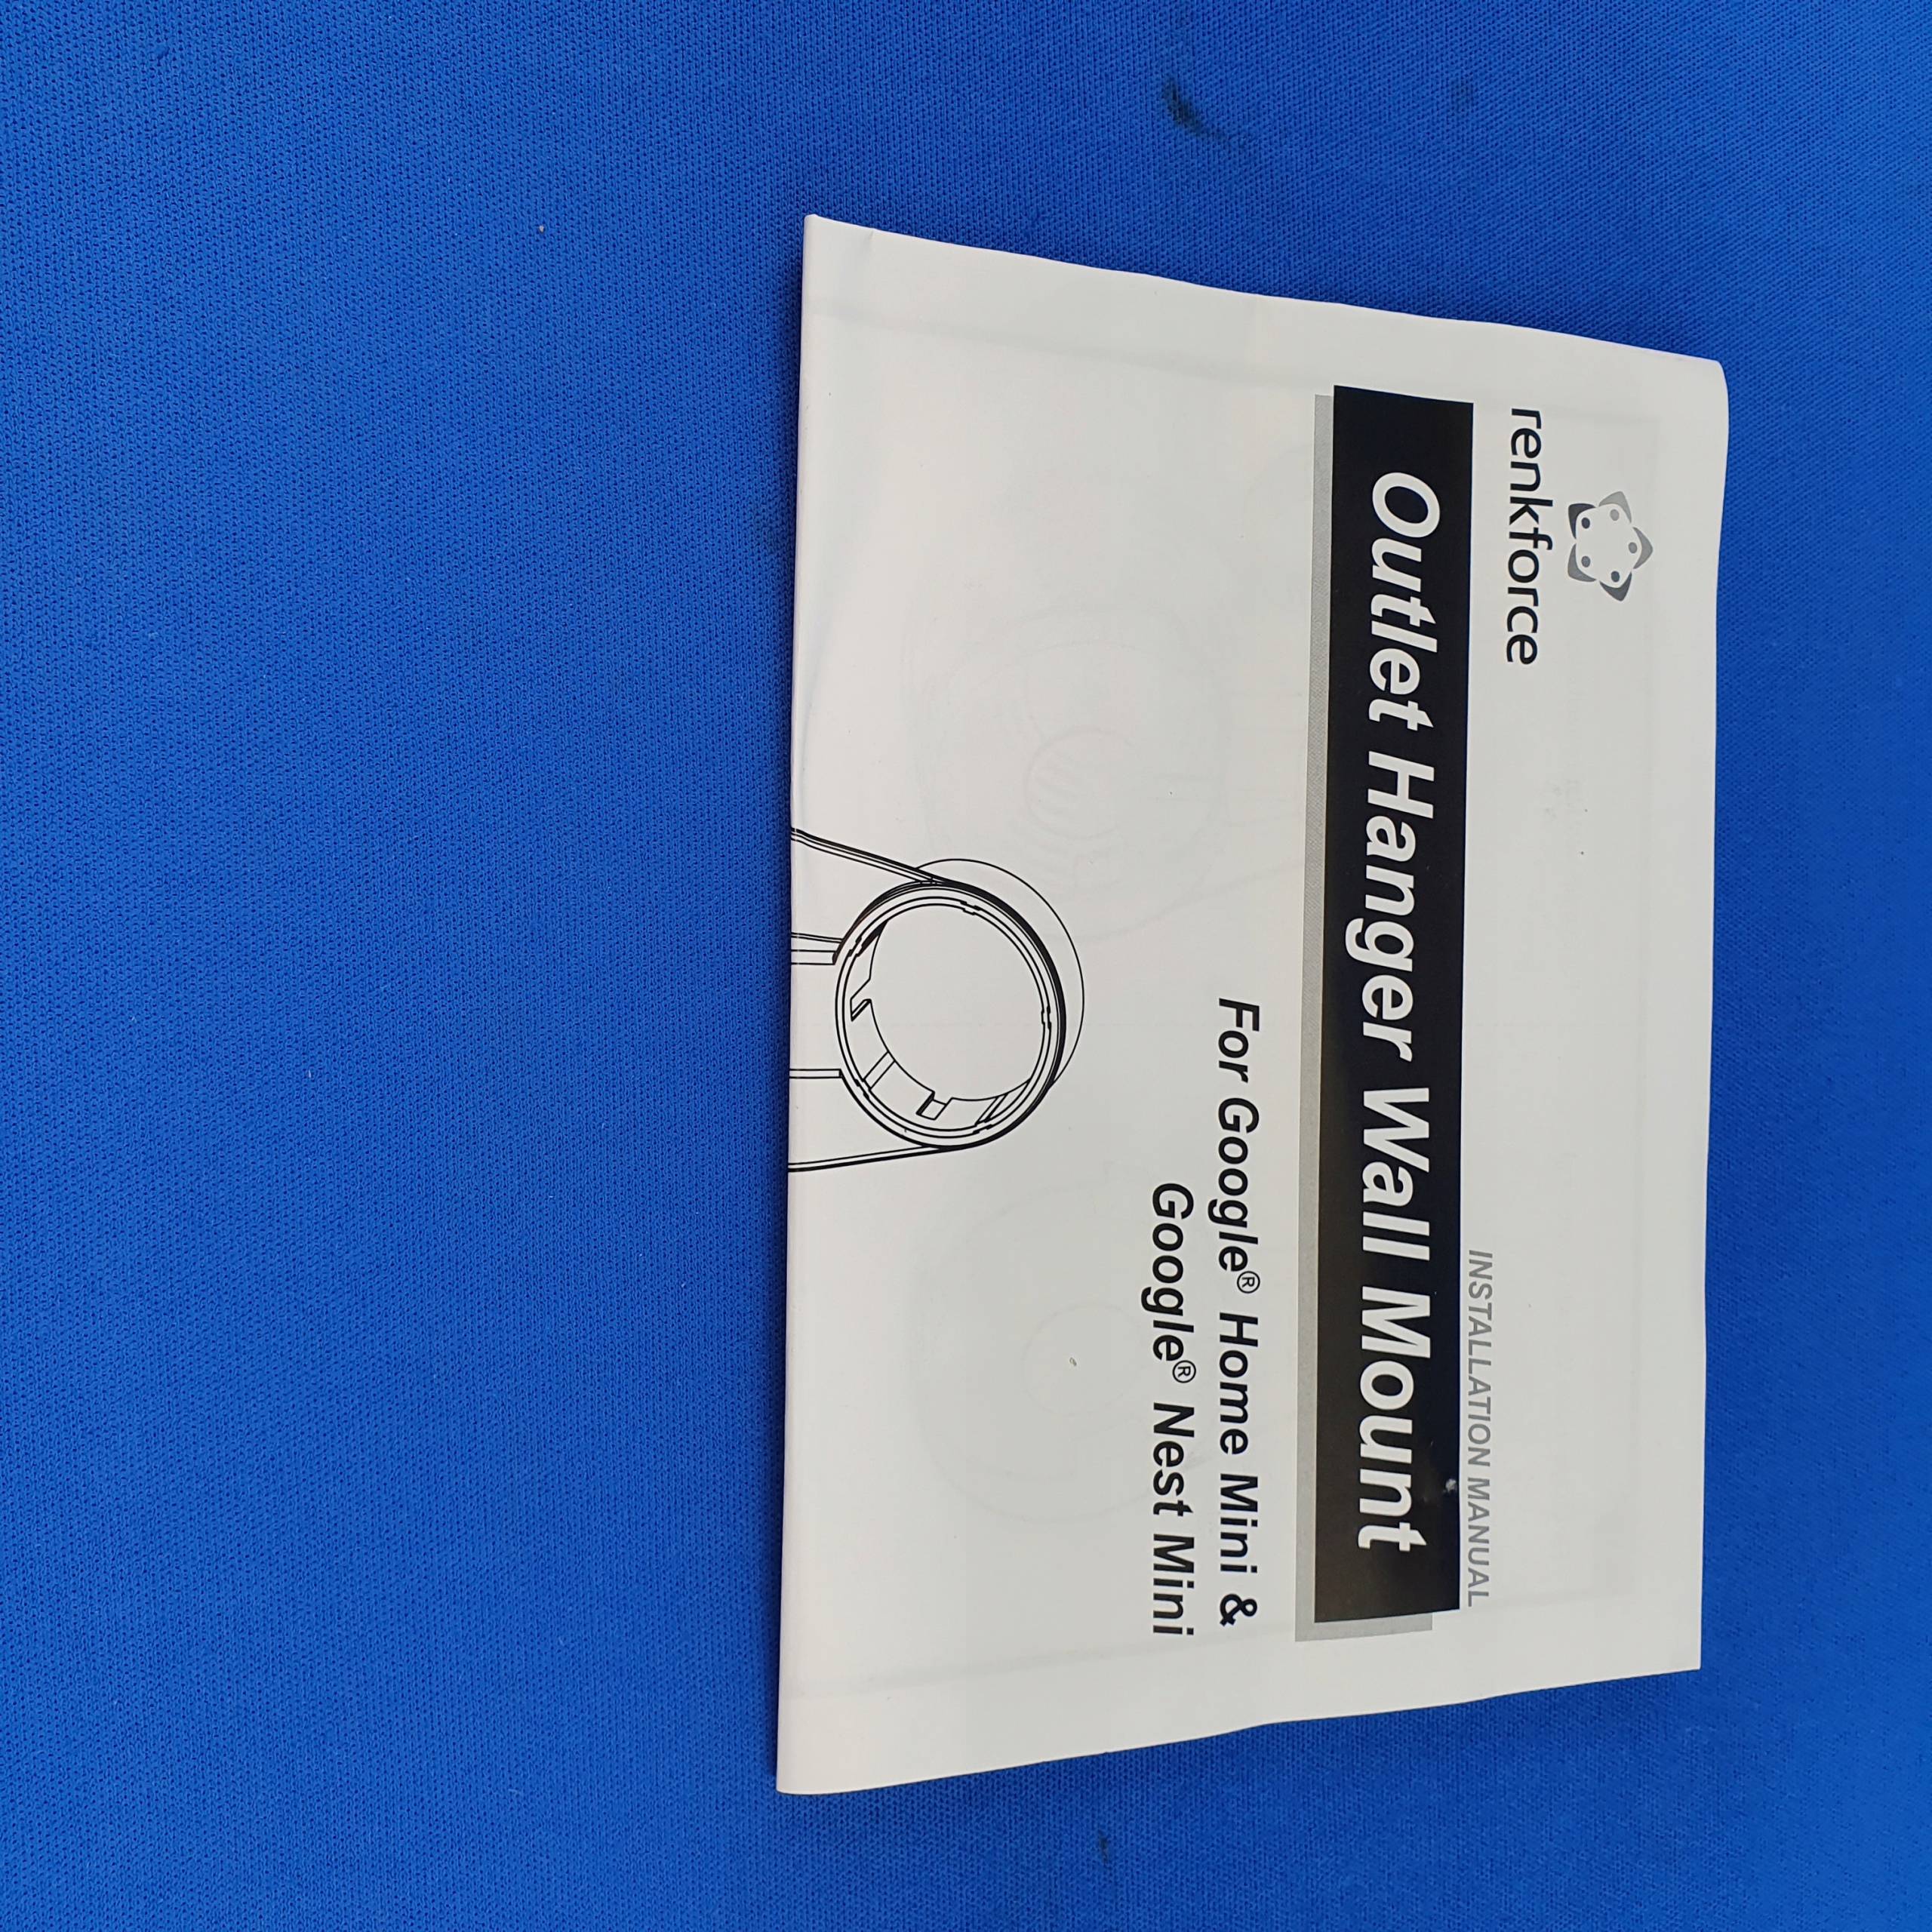 renkforce
INSTALLATION MANUAL
Outlet Hanger Wall Mount
For Google® Home Mini &
Google® Nest Mini